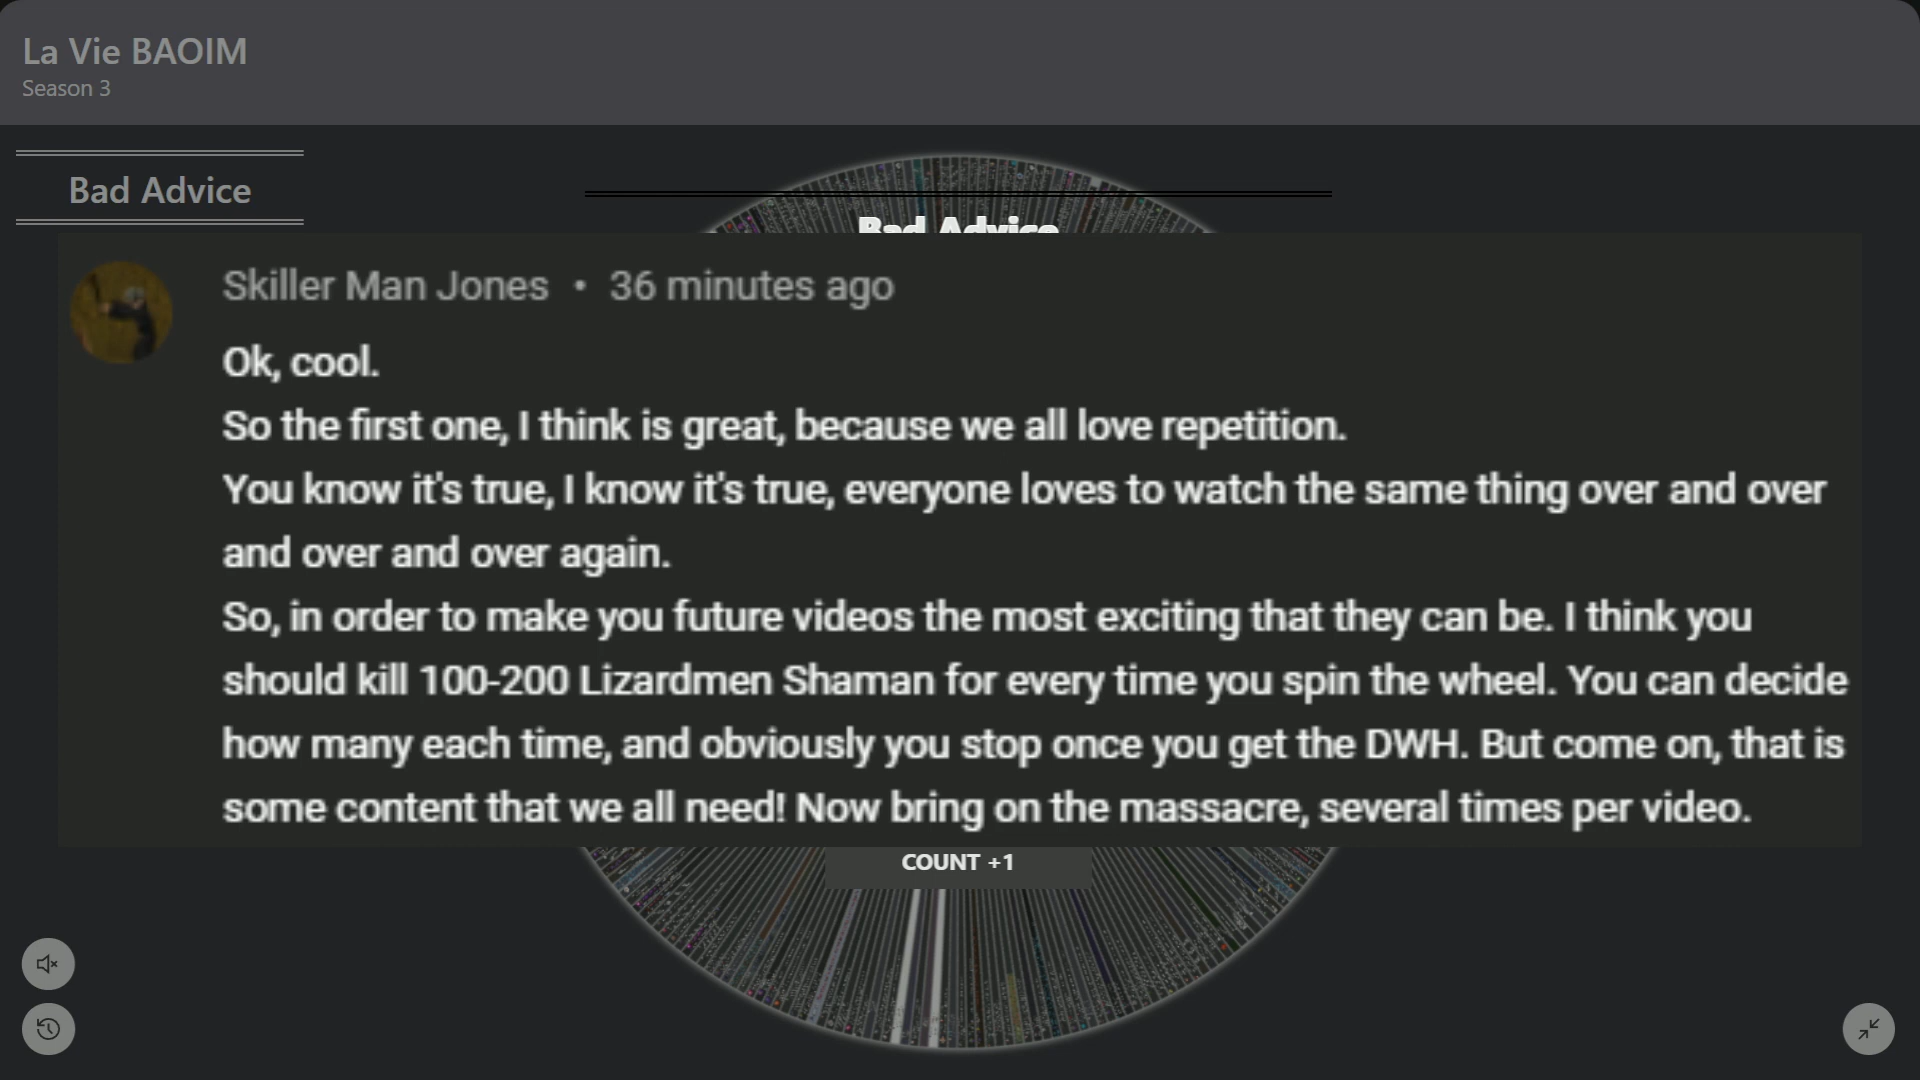 La Vie BAOIM
Season 3
Bad Advice
Bad Advice
Skiller Man Jones • 36 minutes ago
Ok, cool.
So the first one, I think is great, because we all love repetition.
You know it's true, I know it's true, everyone loves to watch the same thing over and over
and over and over again.
So, in order to make you future videos the most exciting that they can be. I think you
should kill 100-200 Lizardmen Shaman for every time you spin the wheel. You can decide
how many each time, and obviously you stop once you get the DWH. But come on, that is
some content that we all need! Now bring on the massacre, several times per video.
COUNT +1